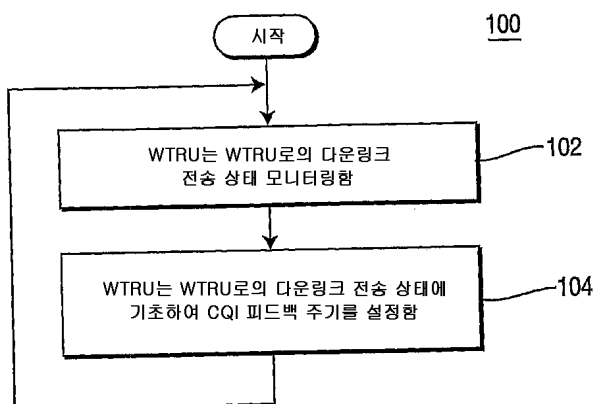 시작
100
WTRU는 WTRU로의 다운링크
전송 상태 모니터링함
102
WTRU는 WTRU로의 다운링크 전송 상태에
기초하여 CQI 피드백 주기를 설정함
104